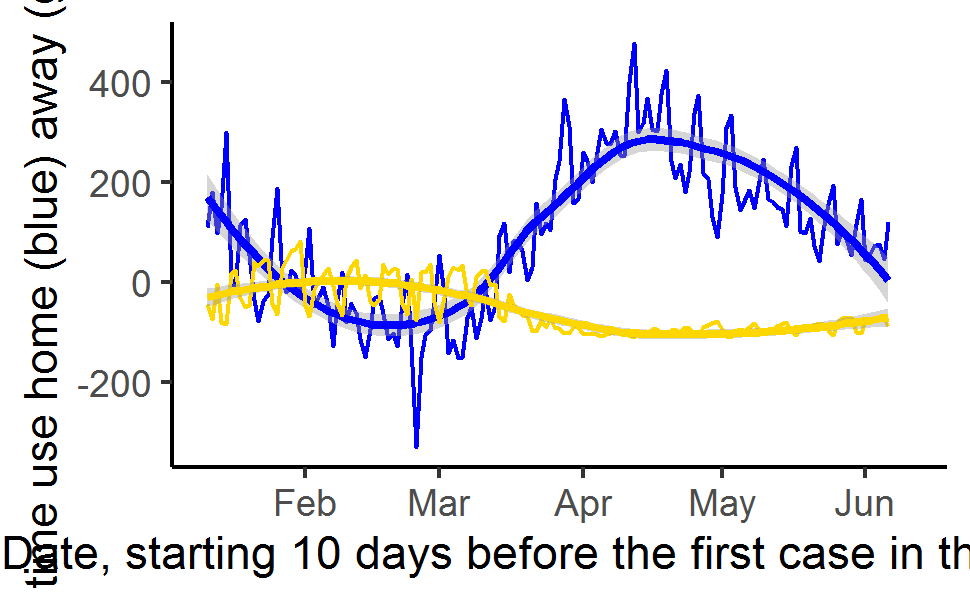 time use home (blue) away (
400
200
0
-200
Feb Mar Apr May Jun
Date, starting 10 days before the first case in th